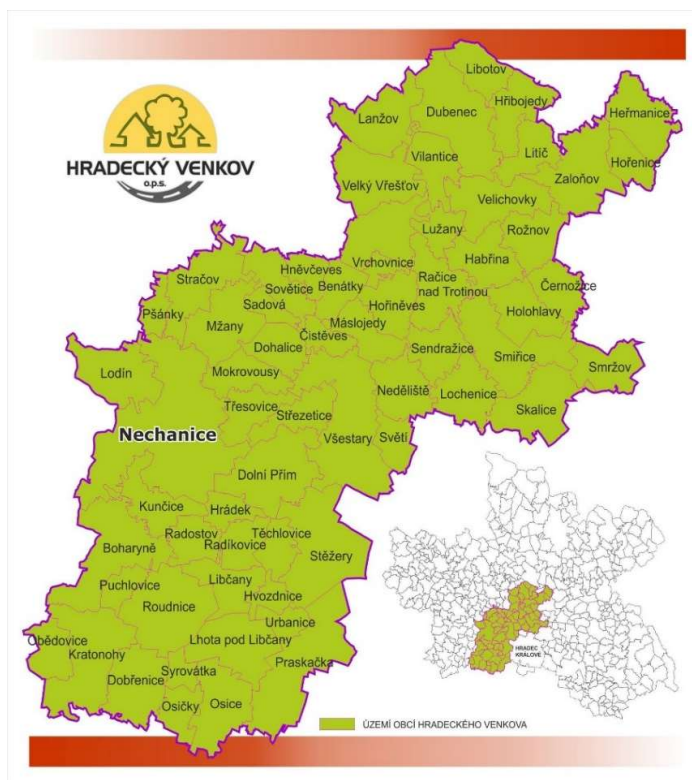 HRADECKÝ VENKOV
o.p.s.
Libotov
Hřibojedy
Heřmanice
Lanžov
Dubenec
Litíč
Hořenice
Vilantice
Zaloňov
Velký Vřešťov
Velichovky
Lužany
Rožnov
Vrchovnice
Habřina
Hněvčeves
Stračov
Sovětice
Benátky
Račice
nad Trotinou
Černožice
Pšánky
Sadová
Hořiněves
Holohlavy
Mžany
Máslojedy
Čistěves
Dohalice
Sendražice
Smiřice
Smržov
Lodín
Mokrovousy
Neděliště
Lochenice
Třesovice
Střezetice
Skalice
Nechanice
Všestary
Světí
Dolní Přím
Kunčice
Hrádek
Radostov
Těchlovice
Radíkovice
Boharyně
Stěžery
Libčany
Puchlovice
Hvozdnice
Roudnice
Urbanice
Obědovice
Lhota pod Libčany
Kratonohy
Praskačka
Syrovátka
Dobřenice
Osičky
Osice
HRADEC
KRÁLOVÉ
ÚZEMÍ OBCÍ HRADECKÉHO VENKOVA